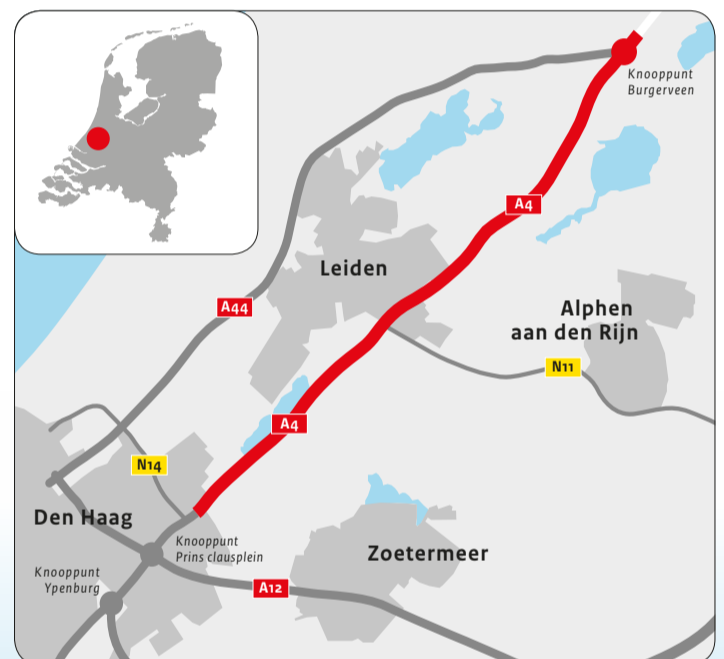 Knooppunt
Burgerveen
A4
Leiden
A44
Alphen
aan den Rijn
N11
A4
N14
Den Haag
Knooppunt
Prins clausplein
Zoetermeer
Knooppunt
Ypenburg
A12